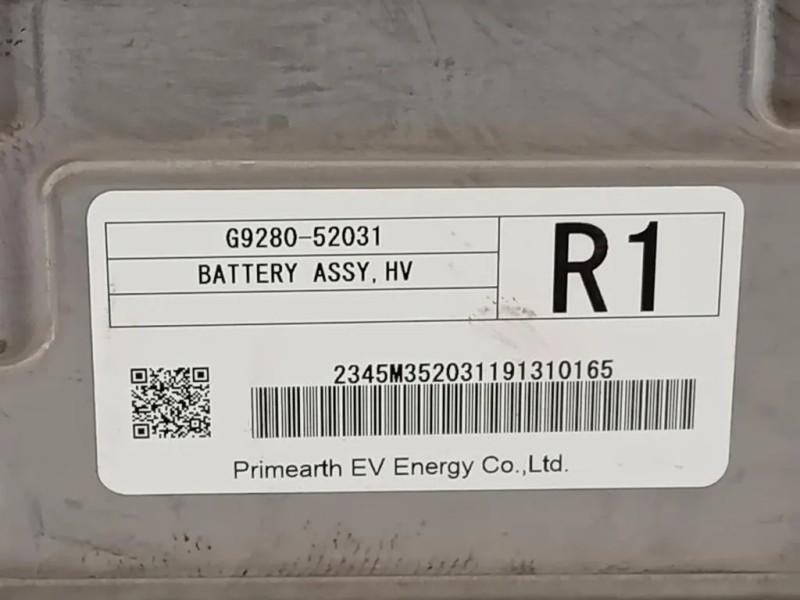 G9280-52031
BATTERY ASSY, HV
R1
2345M352031191310165
Primearth EV Energy Co.,Ltd.